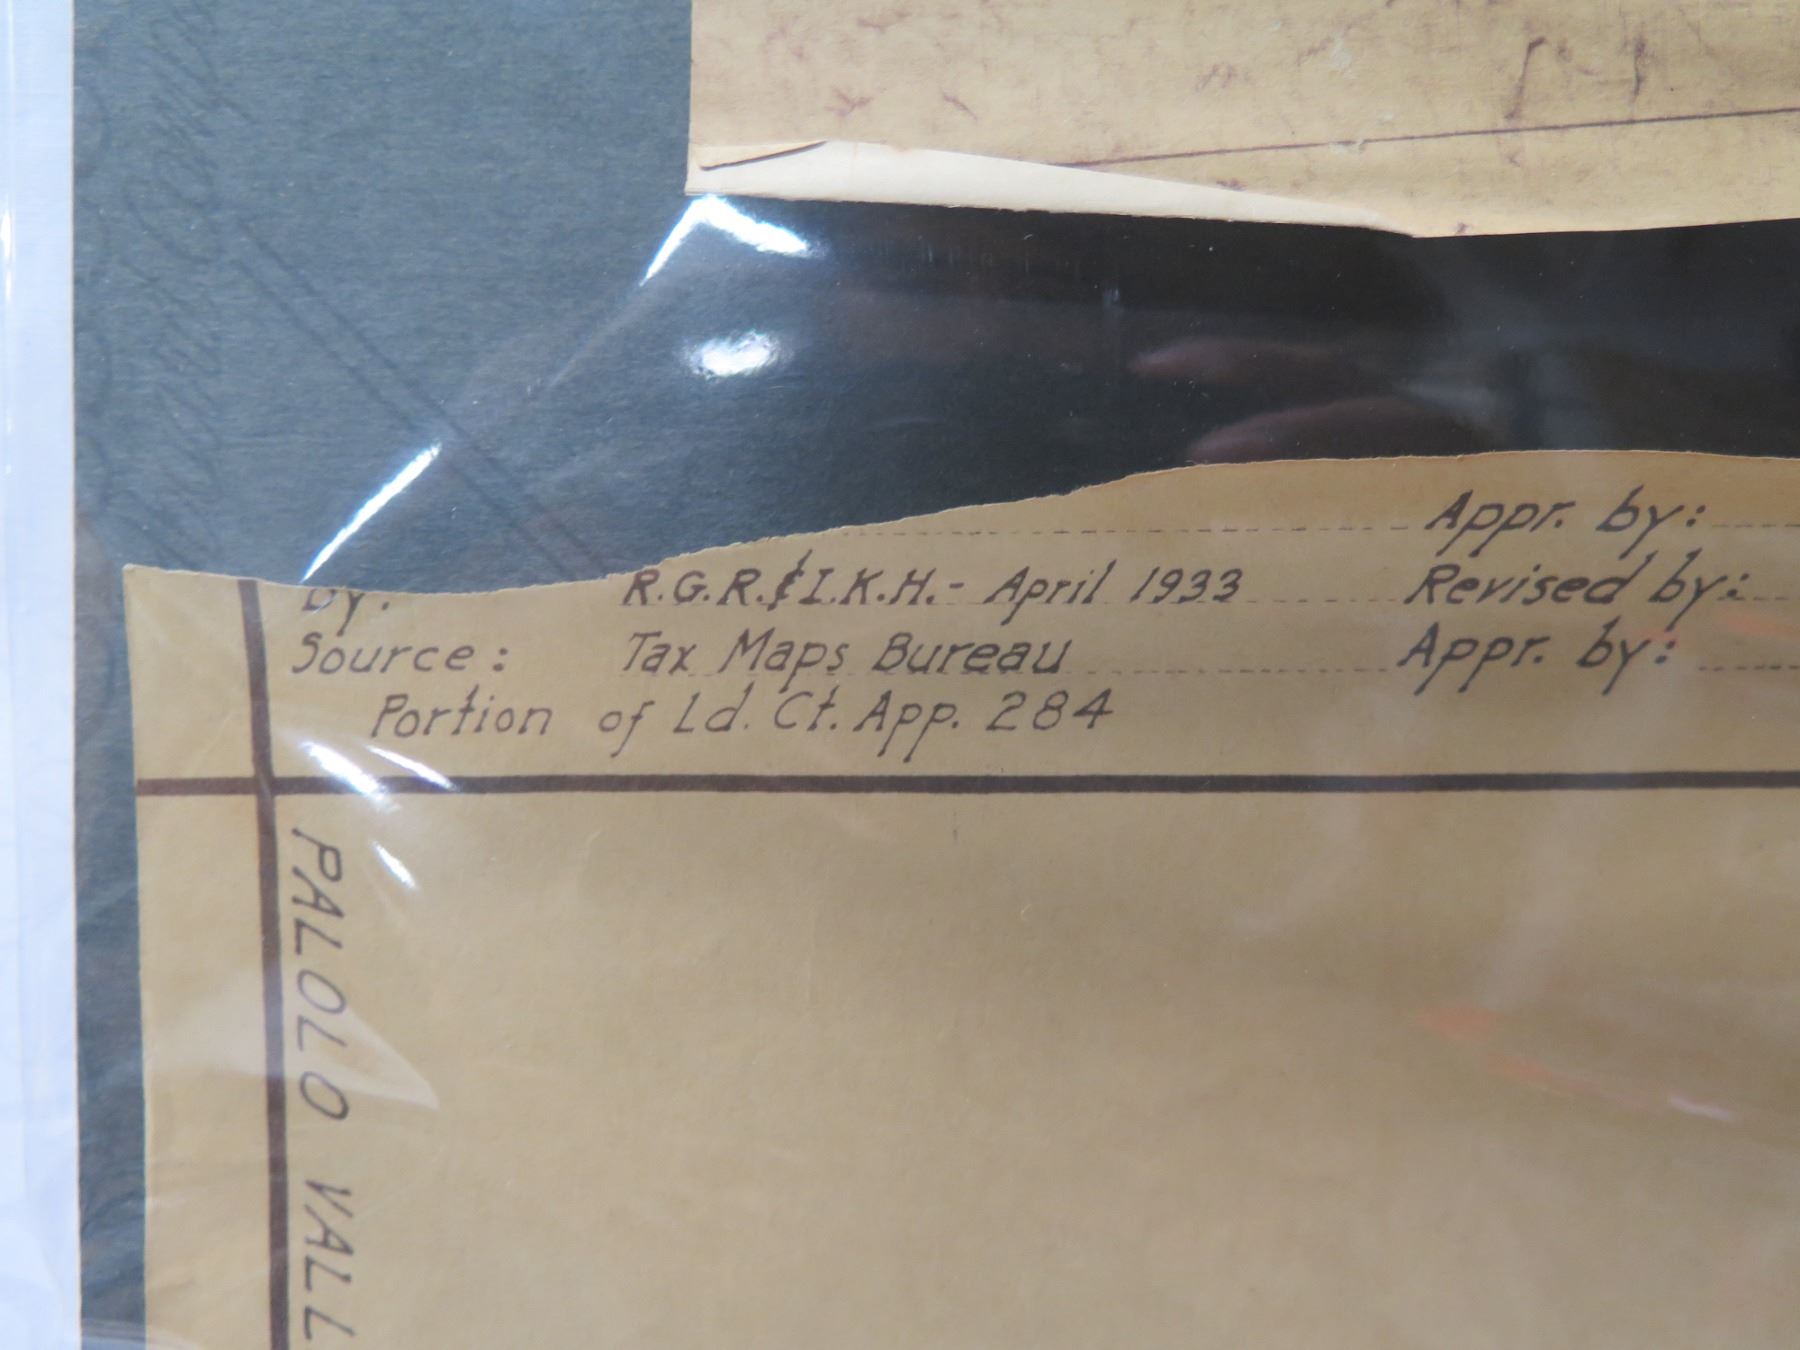 Appr. by:
by: R.G.R. & I.K.H. - April 1933 Revised by:
Source: Tax Maps Bureau Appr. by:
Portion of Ld. Ct. App. 284
PALOLO VALL